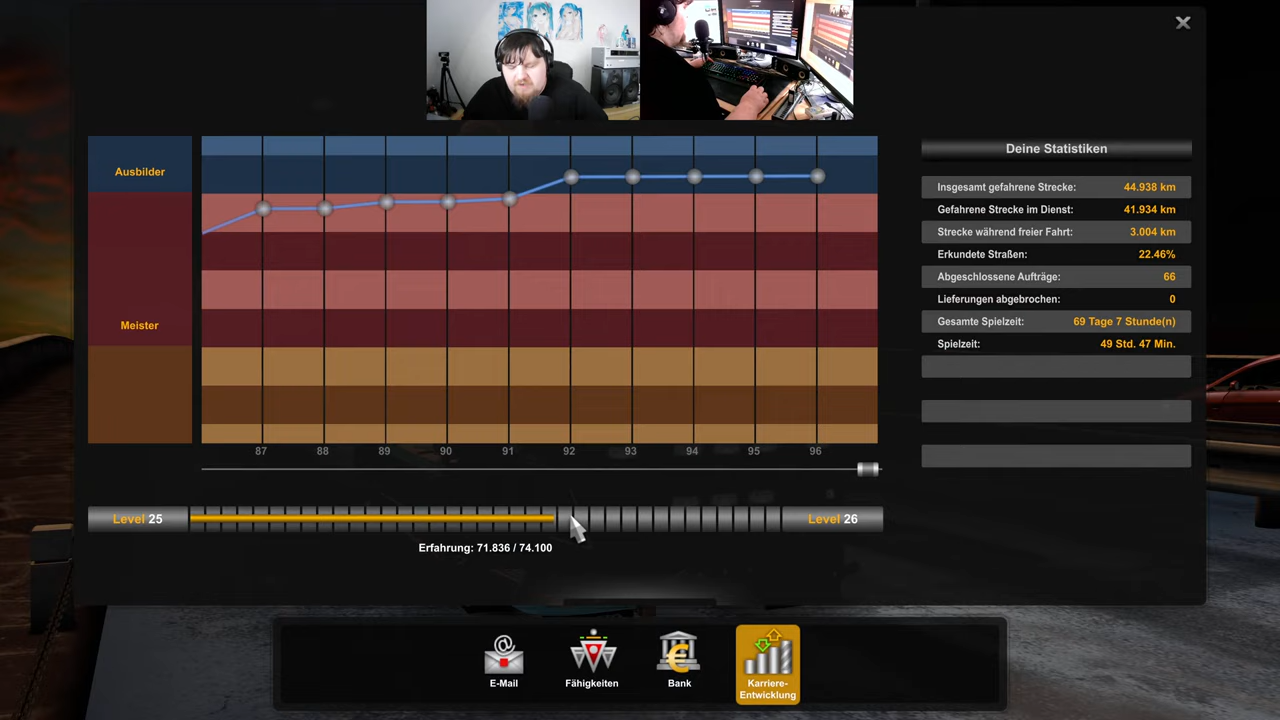 Ausbilder
Meister
87 88 89 90 91 92 93 94 95 96
Level 25
Level 26
Erfahrung: 71.836 / 74.100
Deine Statistiken
Insgesamt gefahrene Strecke: 44.938 km
Gefahrene Strecke im Dienst: 41.934 km
Strecke während freier Fahrt: 3.004 km
Erkundete Straßen: 22.46%
Abgeschlossene Aufträge: 66
Lieferungen abgebrochen: 0
Gesamte Spielzeit: 69 Tage 7 Stunde(n)
Spielzeit: 49 Std. 47 Min.
E-Mail
Fähigkeiten
Bank
Karriere-
Entwicklung